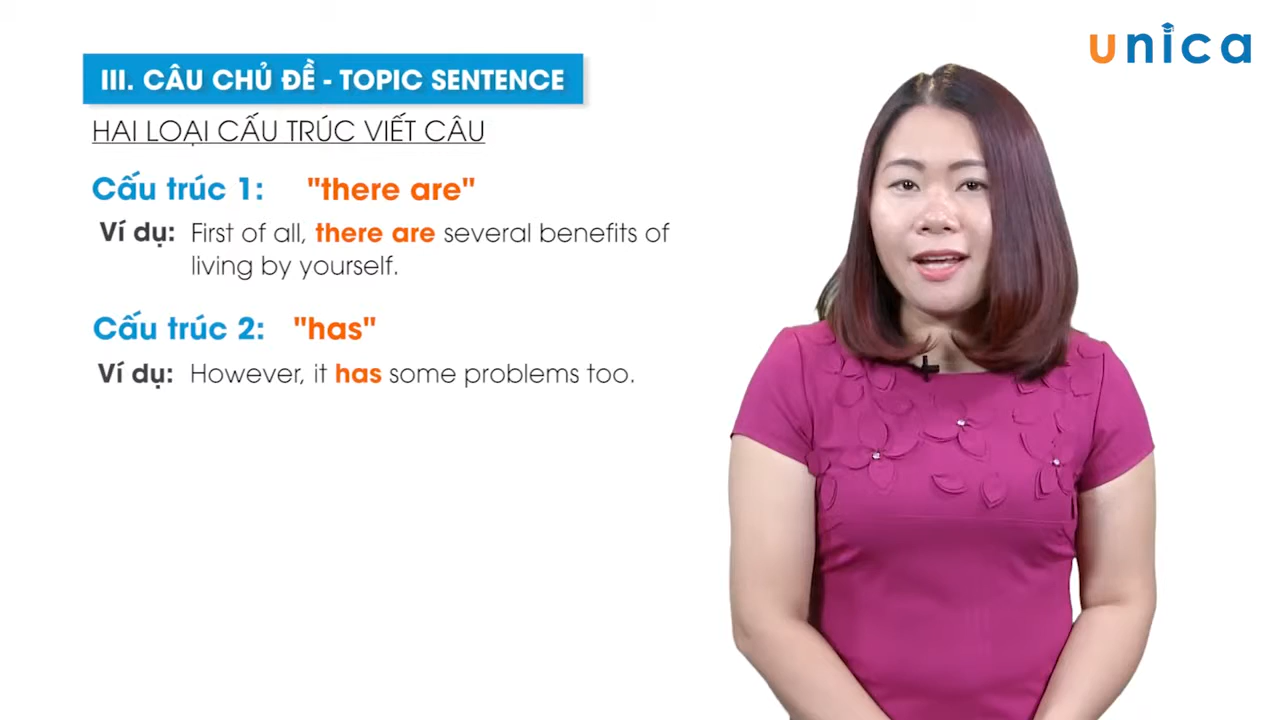 unica
III. CÂU CHỦ ĐỀ - TOPIC SENTENCE
HAI LOẠI CẤU TRÚC VIẾT CÂU
Cấu trúc 1: "there are"
Ví dụ: First of all, there are several benefits of
living by yourself.
Cấu trúc 2: "has"
Ví dụ: However, it has some problems too.